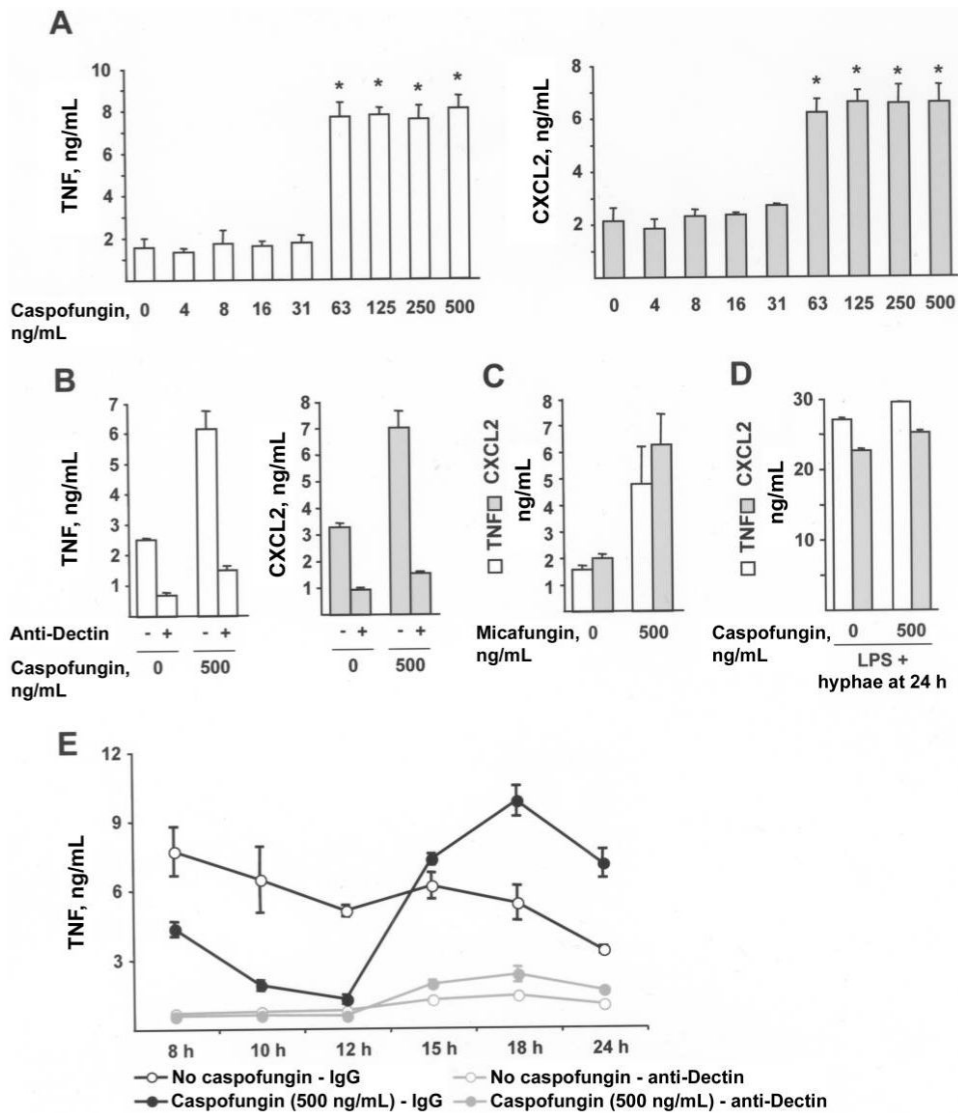 A
TNF, ng/mL
10
8
6
4
2
* * * *
Caspofungin, 0 4 8 16 31 63 125 250 500
ng/mL
CXCL2, ng/mL
8
6
4
2
* * * *
0 4 8 16 31 63 125 250 500
B
TNF, ng/mL
7
6
5
4
3
2
1
Anti-Dectin - + - +
Caspofungin, 0 500
ng/mL
CXCL2, ng/mL
8
7
6
5
4
3
2
1
- + - +
0 500
C
TNF CXCL2
ng/mL
8
7
6
5
4
3
2
1
Micafungin, 0 500
ng/mL
D
TNF CXCL2
ng/mL
30
20
10
Caspofungin, 0 500
ng/mL
LPS +
hyphae at 24 h
E
TNF, ng/mL
12
9
6
3
8 h 10 h 12 h 15 h 18 h 24 h
No caspofungin - IgG No caspofungin - anti-Dectin
Caspofungin (500 ng/mL) - IgG Caspofungin (500 ng/mL) - anti-Dectin